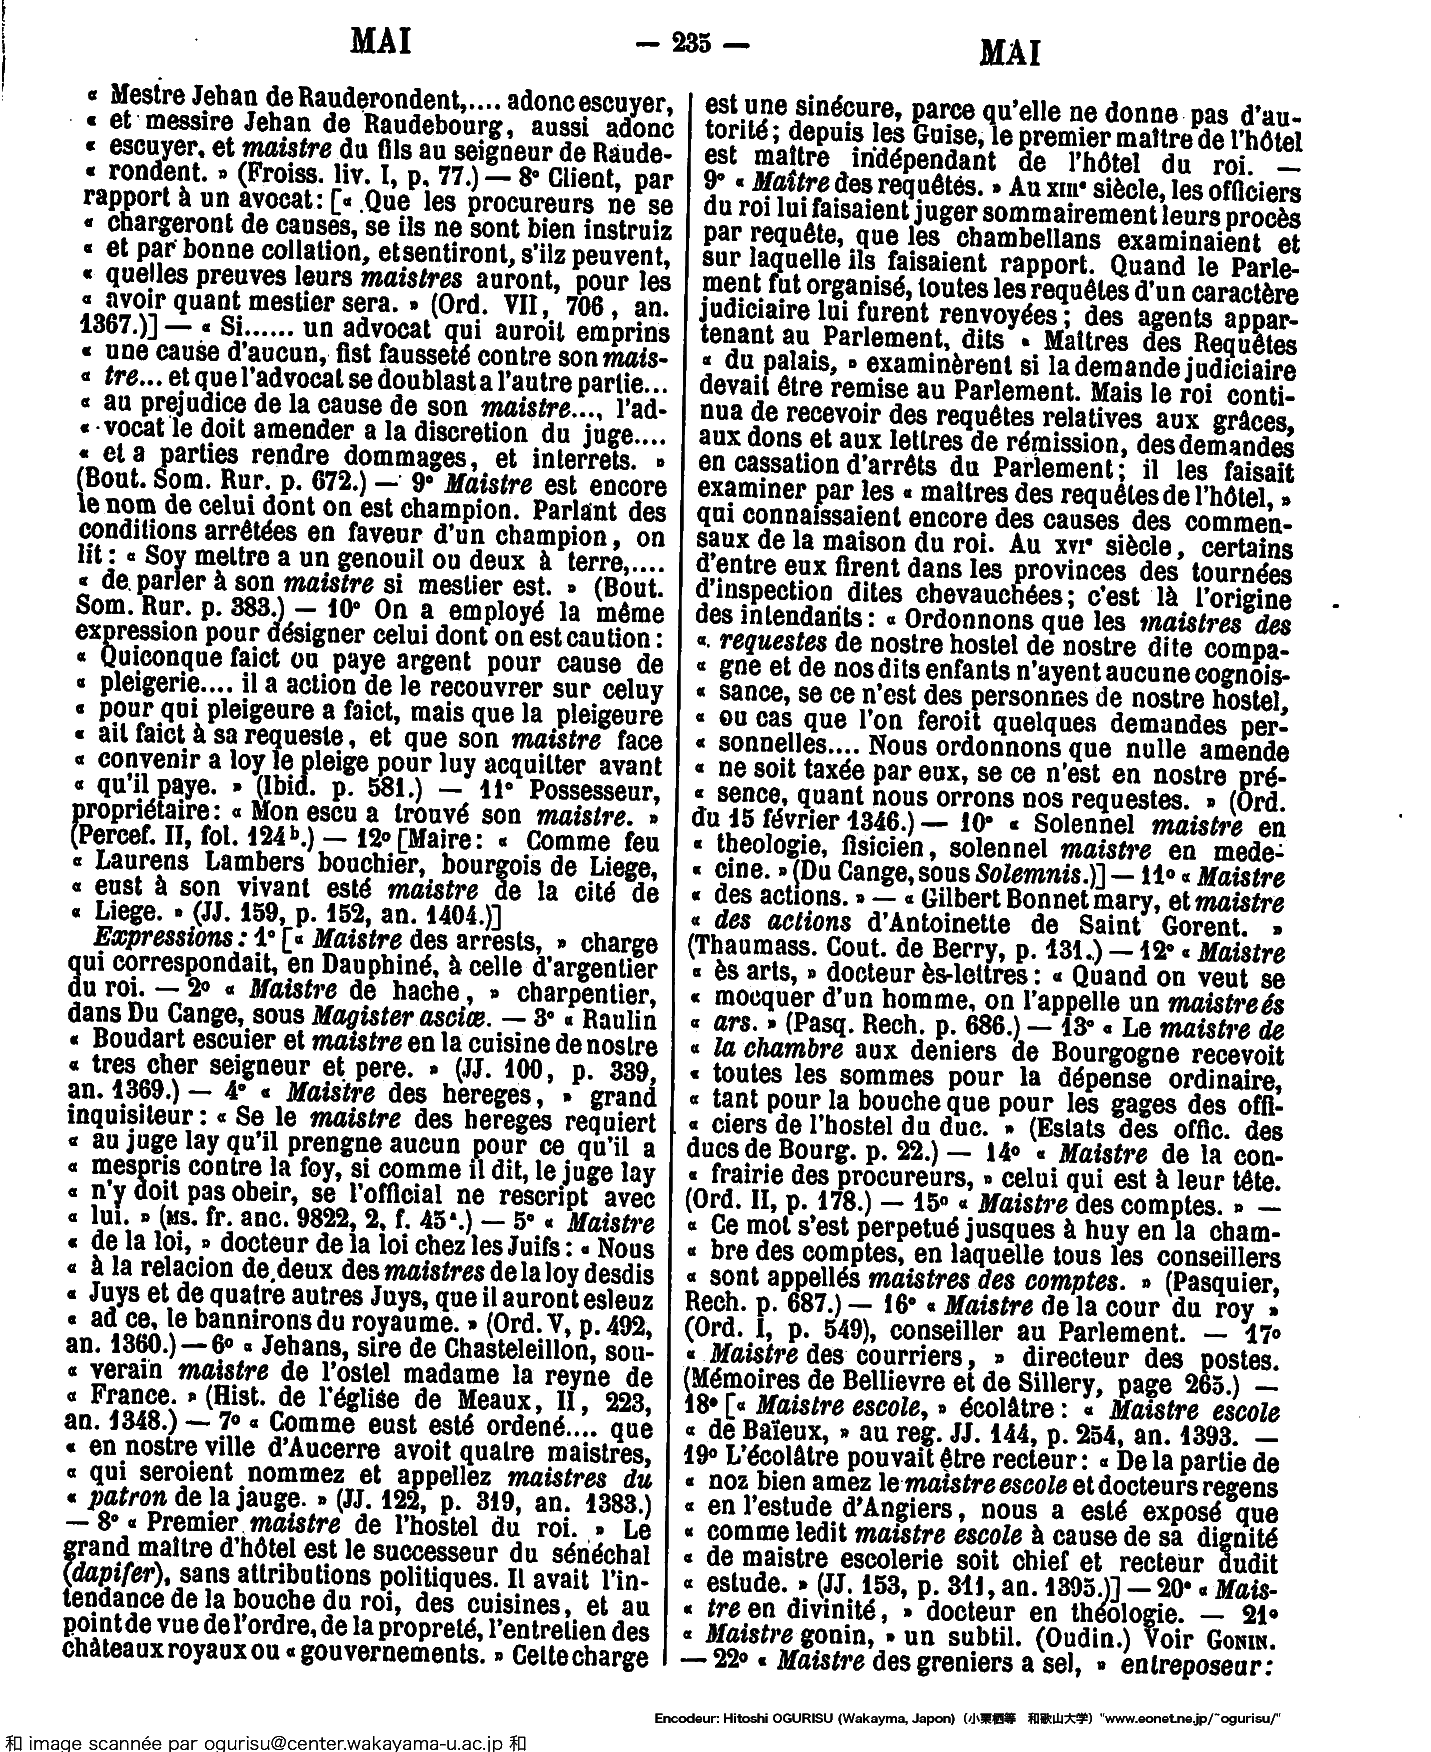 MAI
— 235 —
MAI
« Mestre Jehan de Rauderondent,.... adonc escuyer,
« et messire Jehan de Raudebourg, aussi adonc
« escuyer, et maistre du fils au seigneur de Raude-
« rondent. » (Froiss. liv. I, p. 77.) — 8º Client, par
rapport à un avocat : [« Que les procureurs ne se
« chargeront de causes, se ils ne sont bien instruiz
« et par bonne collation, et sentiront, s'ilz peuvent,
« quelles preuves leurs maistres auront, pour les
« avoir quant mestier sera. » (Ord. VII, 706, an.
1367.)] — « Si...... un advocat qui auroit emprins
« une cause d'aucun, fist fausseté contre son mais-
« tre... et que l'advocat se doublast a l'autre partie...
« au prejudice de la cause de son maistre..., l'ad-
« vocat le doit amender a la discretion du juge....
« et a parties rendre dommages, et interrets. »
(Bout. Som. Rur. p. 672.) — 9º Maistre est encore
le nom de celui dont on est champion. Parlant des
conditions arrêtées en faveur d'un champion, on
lit : « Soy mettre a un genouil ou deux à terre,....
« de parler à son maistre si mestier est. » (Bout.
Som. Rur. p. 383.) — 10º On a employé la même
expression pour désigner celui dont on est caution :
« Quiconque faict ou paye argent pour cause de
« pleigerie.... il a action de le recouvrer sur celuy
« pour qui pleigeure a faict, mais que la pleigeure
« ait faict à sa requeste, et que son maistre face
« convenir a loy le pleige pour luy acquitter avant
« qu'il paye. » (Ibid. p. 581.) — 11º Possesseur,
propriétaire : « Mon escu a trouvé son maistre. »
(Percef. II, fol. 124ᵇ.) — 12º [Maire : « Comme feu
« Laurens Lambers bouchier, bourgois de Liege,
« eust à son vivant esté maistre de la cité de
« Liege. » (JJ. 159, p. 152, an. 1404.)]
Expressions : 1º [« Maistre des arrests, » charge
qui correspondait, en Dauphiné, à celle d'argentier
du roi. — 2º « Maistre de hache, » charpentier,
dans Du Cange, sous Magister asciæ. — 3º « Raulin
« Boudart escuier et maistre en la cuisine de nostre
« tres cher seigneur et pere. » (JJ. 100, p. 339,
an. 1369.) — 4º « Maistre des hereges, » grand
inquisiteur : « Se le maistre des hereges requiert
« au juge lay qu'il prengne aucun pour ce qu'il a
« mespris contre la foy, si comme il dit, le juge lay
« n'y doit pas obeir, se l'official ne rescript avec
« lui. » (ms. fr. anc. 9822, 2, f. 45ᵃ.) — 5º « Maistre
« de la loi, » docteur de la loi chez les Juifs : « Nous
« à la relacion de deux des maistres de la loy desdis
« Juys et de quatre autres Juys, que il auront esleuz
« ad ce, le bannirons du royaume. » (Ord. V, p. 492,
an. 1360.) — 6º « Jehans, sire de Chasteleillon, sou-
« verain maistre de l'ostel madame la reyne de
« France. » (Hist. de l'église de Meaux, II, 223,
an. 1348.) — 7º « Comme eust esté ordené.... que
« en nostre ville d'Aucerre avoit quatre maistres,
« qui seroient nommez et appellez maistres du
« patron de la jauge. » (JJ. 122, p. 319, an. 1383.)
— 8º « Premier maistre de l'hostel du roi. » Le
grand maître d'hôtel est le successeur du sénéchal
(dapifer), sans attributions politiques. Il avait l'in-
tendance de la bouche du roi, des cuisines, et au
point de vue de l'ordre, de la propreté, l'entretien des
châteaux royaux ou « gouvernements. » Cette charge
est une sinécure, parce qu'elle ne donne pas d'au-
torité ; depuis les Guise, le premier maître de l'hôtel
est maître indépendant de l'hôtel du roi. —
9º « Maître des requêtes. » Au XIIIᵉ siècle, les officiers
du roi lui faisaient juger sommairement leurs procès
par requête, que les chambellans examinaient et
sur laquelle ils faisaient rapport. Quand le Parle-
ment fut organisé, toutes les requêtes d'un caractère
judiciaire lui furent renvoyées ; des agents appar-
tenant au Parlement, dits « Maîtres des Requêtes
« du palais, » examinèrent si la demande judiciaire
devait être remise au Parlement. Mais le roi conti-
nua de recevoir des requêtes relatives aux grâces,
aux dons et aux lettres de rémission, des demandes
en cassation d'arrêts du Parlement ; il les faisait
examiner par les « maîtres des requêtes de l'hôtel, »
qui connaissaient encore des causes des commen-
saux de la maison du roi. Au XVIᵉ siècle, certains
d'entre eux firent dans les provinces des tournées
d'inspection dites chevauchées ; c'est là l'origine
des intendants : « Ordonnons que les maistres des
« requestes de nostre hostel de nostre dite compa-
« gne et de nos dits enfants n'ayent aucune cognois-
« sance, se ce n'est des personnes de nostre hostel,
« ou cas que l'on feroit quelques demandes per-
« sonnelles.... Nous ordonnons que nulle amende
« ne soit taxée par eux, se ce n'est en nostre pré-
« sence, quant nous orrons nos requestes. » (Ord.
du 15 février 1346.) — 10º « Solennel maistre en
« theologie, fisicien, solennel maistre en mede-
« cine. » (Du Cange, sous Solemnis.)] — 11º « Maistre
« des actions. » — « Gilbert Bonnet mary, et maistre
« des actions d'Antoinette de Saint Gorent. »
(Thaumass. Cout. de Berry, p. 131.) — 12º « Maistre
« ès arts, » docteur ès-lettres : « Quand on veut se
« mocquer d'un homme, on l'appelle un maistre és
« ars. » (Pasq. Rech. p. 686.) — 13º « Le maistre de
« la chambre aux deniers de Bourgogne recevoit
« toutes les sommes pour la dépense ordinaire,
« tant pour la bouche que pour les gages des offi-
« ciers de l'hostel du duc. » (Estats des offic. des
ducs de Bourg. p. 22.) — 14º « Maistre de la con-
« frairie des procureurs, » celui qui est à leur tête.
(Ord. II, p. 178.) — 15º « Maistre des comptes. » —
« Ce mot s'est perpetué jusques à huy en la cham-
« bre des comptes, en laquelle tous les conseillers
« sont appellés maistres des comptes. » (Pasquier,
Rech. p. 687.) — 16º « Maistre de la cour du roy »
(Ord. I, p. 549), conseiller au Parlement. — 17º
« Maistre des courriers, » directeur des postes.
(Mémoires de Bellievre et de Sillery, page 265.) —
18º [« Maistre escole, » écolâtre : « Maistre escole
« de Baïeux, » au reg. JJ. 144, p. 254, an. 1393. —
19º L'écolâtre pouvait être recteur : « De la partie de
« noz bien amez le maistre escole et docteurs regens
« en l'estude d'Angiers, nous a esté exposé que
« comme ledit maistre escole à cause de sa dignité
« de maistre escolerie soit chief et recteur dudit
« estude. » (JJ. 153, p. 311, an. 1395.)] — 20º « Mais-
« tre en divinité, » docteur en théologie. — 21º
« Maistre gonin, » un subtil. (Oudin.) Voir GONIN.
— 22º « Maistre des greniers a sel, » entreposeur :
Encodeur: Hitoshi OGURISU (Wakayma, Japon) (小栗栖等 和歌山大学) "www.eonet.ne.jp/~ogurisu/"
和 image scannée par ogurisu@center.wakayama-u.ac.jp 和